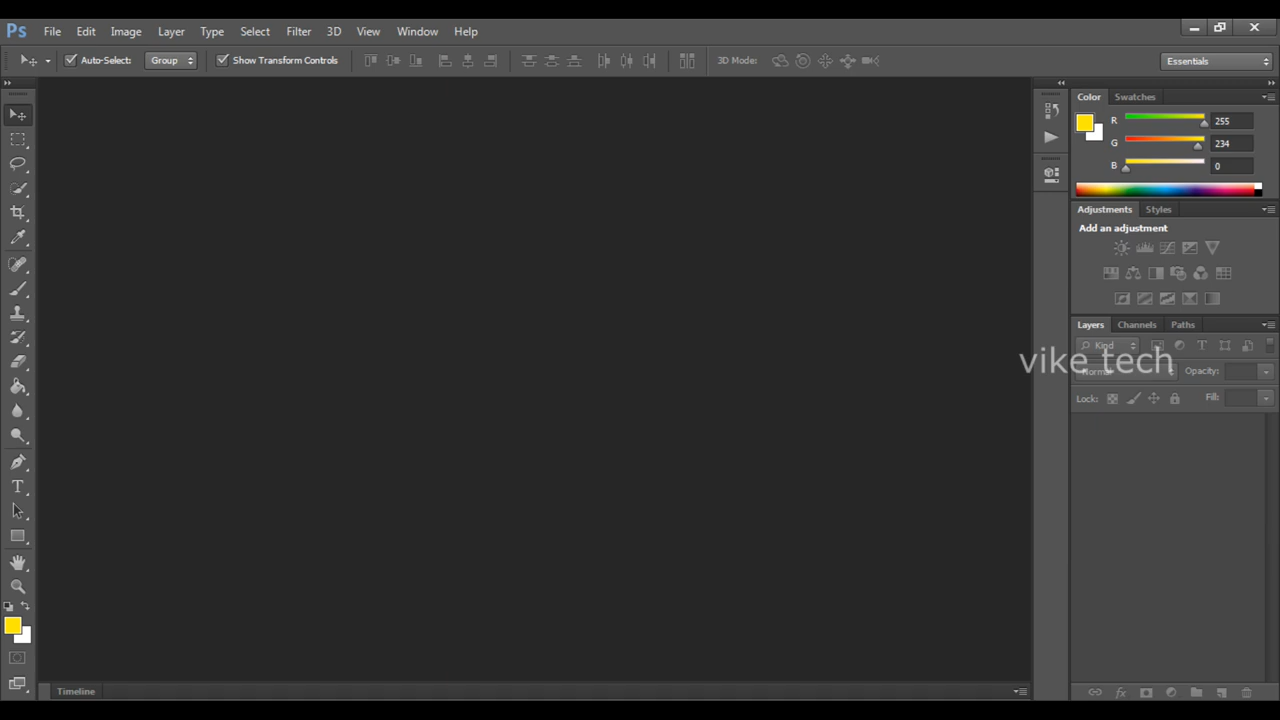 Ps File Edit Image Layer Type Select Filter 3D View Window Help
Auto-Select: Group Show Transform Controls 3D Mode: Essentials
Color Swatches
R 255
G 234
B 0
Adjustments Styles
Add an adjustment
Layers Channels Paths
Kind
vike tech
Normal Opacity:
Lock: Fill:
T
fx
Timeline